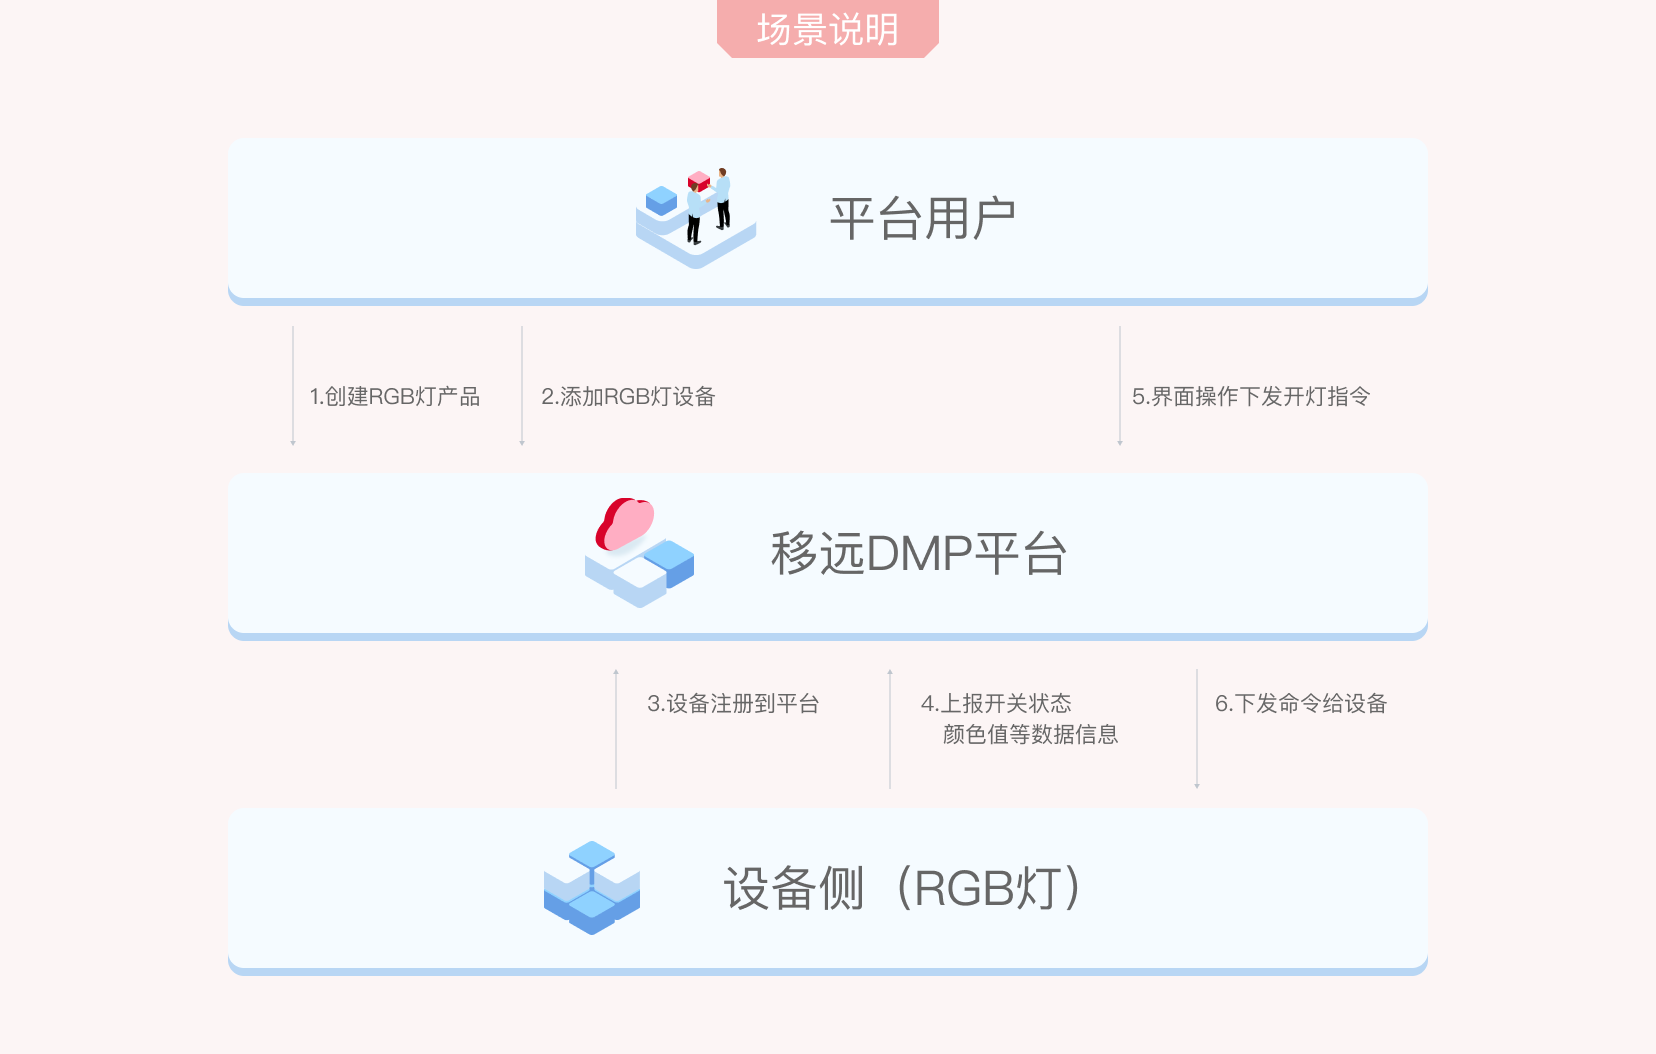 场景说明
平台用户
1.创建RGB灯产品
2.添加RGB灯设备
5.界面操作下发开灯指令
移远DMP平台
3.设备注册到平台
4.上报开关状态
颜色值等数据信息
6.下发命令给设备
设备侧（RGB灯）